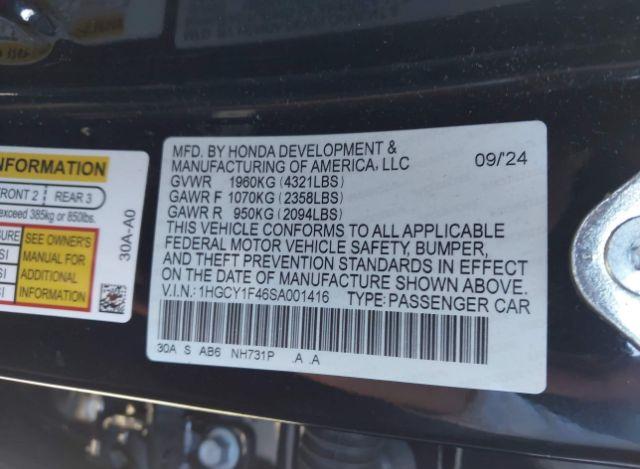 MFD. BY HONDA DEVELOPMENT &
MANUFACTURING OF AMERICA, LLC 09/24
GVWR 1960KG (4321LBS)
GAWR F 1070KG (2358LBS)
GAWR R 950KG (2094LBS)
THIS VEHICLE CONFORMS TO ALL APPLICABLE
FEDERAL MOTOR VEHICLE SAFETY, BUMPER,
AND THEFT PREVENTION STANDARDS IN EFFECT
ON THE DATE OF MANUFACTURE SHOWN ABOVE.
V.I.N.: 1HGCY1F46SA001416 TYPE: PASSENGER CAR
30A S AB6 NH731P .A .A
INFORMATION
FRONT 2 REAR 3
exceed 385kg or 850lbs.
SEE OWNER'S
MANUAL FOR
ADDITIONAL
INFORMATION
30A-A0